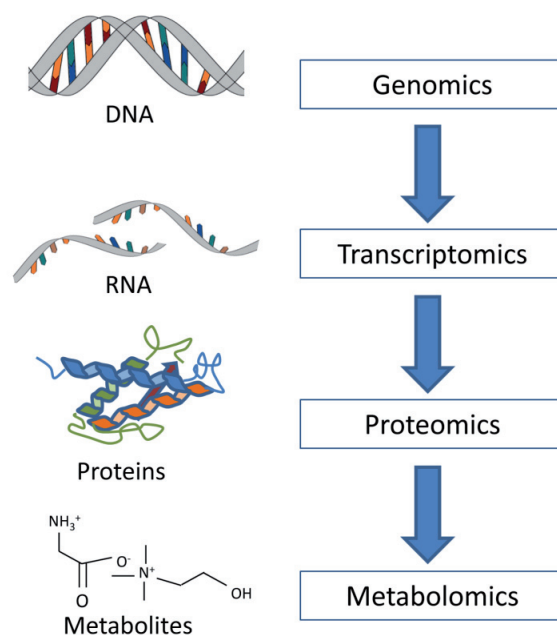 DNA
Genomics
RNA
Transcriptomics
Proteins
Proteomics
NH₃⁺
O⁻
O
N⁺
OH
Metabolites
Metabolomics